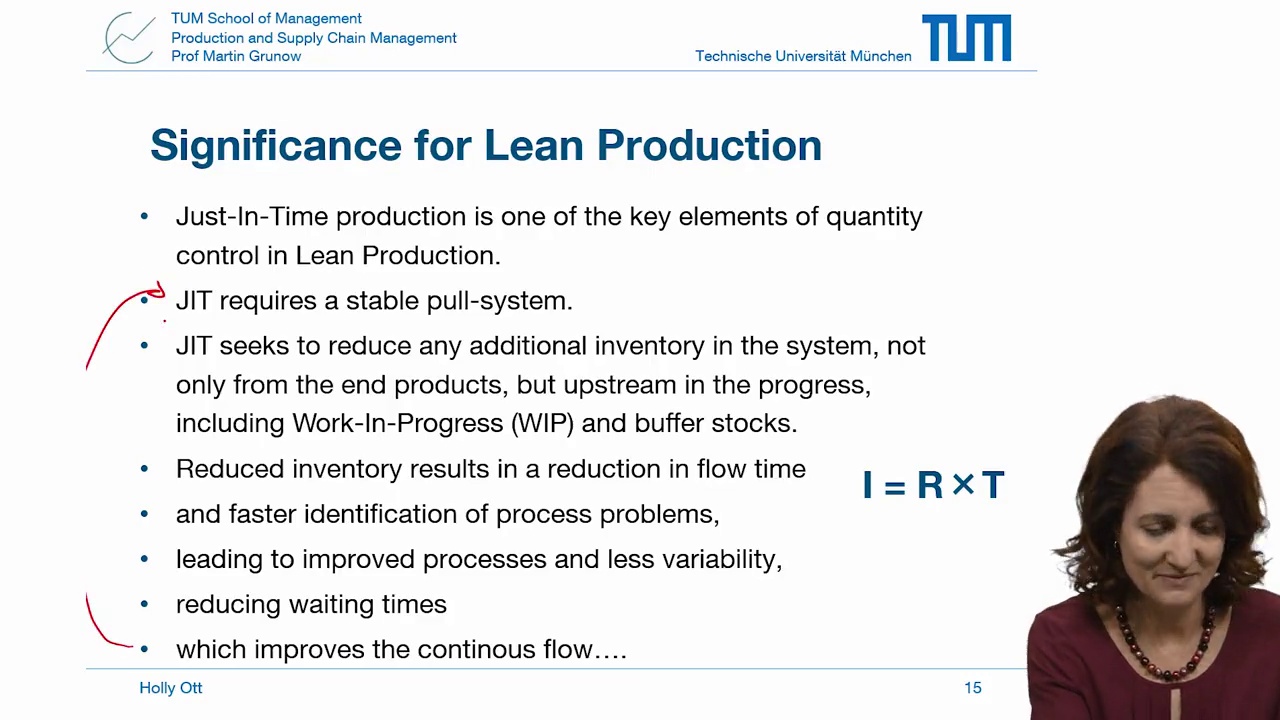 TUM School of Management
Production and Supply Chain Management
Prof Martin Grunow
Technische Universität München
TUM
Significance for Lean Production
• Just-In-Time production is one of the key elements of quantity
control in Lean Production.
• JIT requires a stable pull-system.
• JIT seeks to reduce any additional inventory in the system, not
only from the end products, but upstream in the progress,
including Work-In-Progress (WIP) and buffer stocks.
• Reduced inventory results in a reduction in flow time
I = R × T
• and faster identification of process problems,
• leading to improved processes and less variability,
• reducing waiting times
• which improves the continous flow….
Holly Ott
15